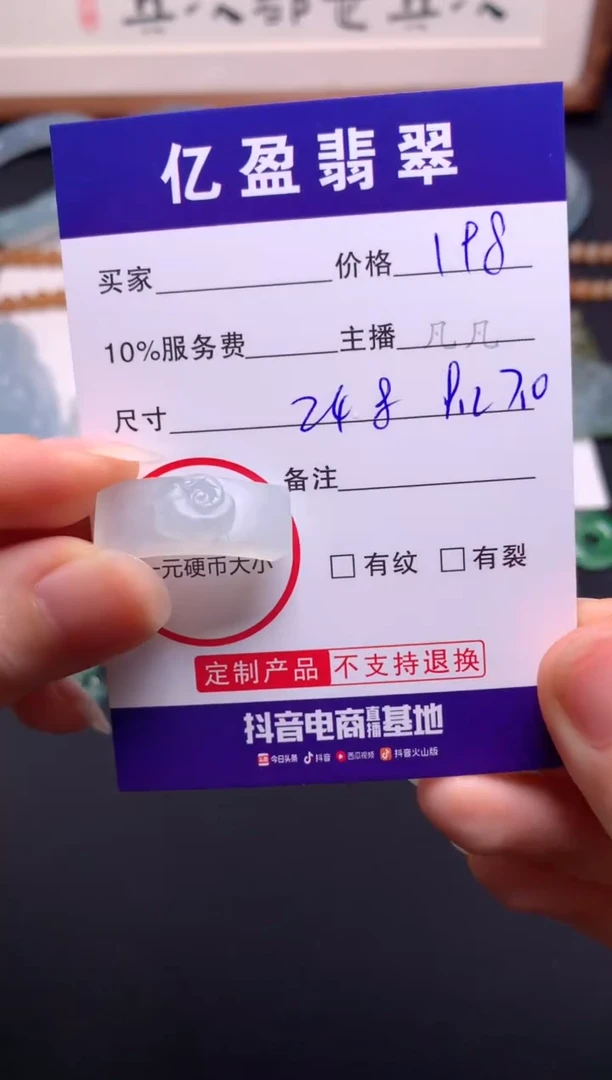 亿盈翡翠
买家 价格 198
10%服务费 主播 凡凡
尺寸 248
备注
一元硬币大小 有纹 有裂
定制产品 不支持退换
抖音电商直播基地
今日头条 抖音 西瓜视频 抖音火山版